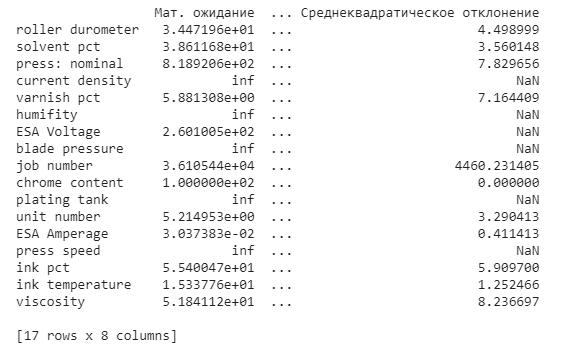 Мат. ожидание ... Среднеквадратическое отклонение
roller durometer 3.447196e+01 ... 4.498999
solvent pct 3.861168e+01 ... 3.560148
press: nominal 8.189206e+02 ... 7.829656
current density inf ... NaN
varnish pct 5.881308e+00 ... 7.164409
humifity inf ... NaN
ESA Voltage 2.601005e+02 ... NaN
blade pressure inf ... NaN
job number 3.610544e+04 ... 4460.231405
chrome content 1.000000e+02 ... 0.000000
plating tank inf ... NaN
unit number 5.214953e+00 ... 3.290413
ESA Amperage 3.037383e-02 ... 0.411413
press speed inf ... NaN
ink pct 5.540047e+01 ... 5.909700
ink temperature 1.533776e+01 ... 1.252466
viscosity 5.184112e+01 ... 8.236697
[17 rows x 8 columns]